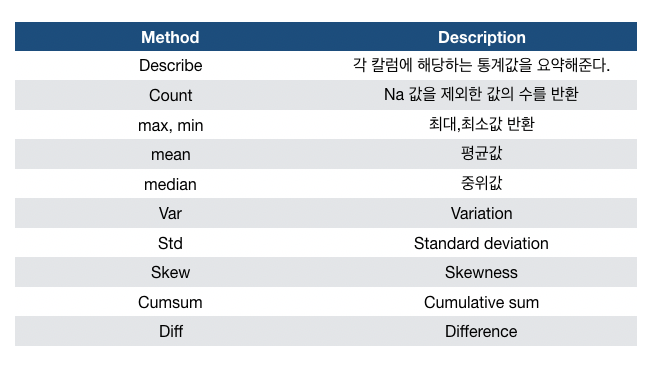 Method Description
Describe 각 칼럼에 해당하는 통계값을 요약해준다.
Count Na 값을 제외한 값의 수를 반환
max, min 최대,최소값 반환
mean 평균값
median 중위값
Var Variation
Std Standard deviation
Skew Skewness
Cumsum Cumulative sum
Diff Difference